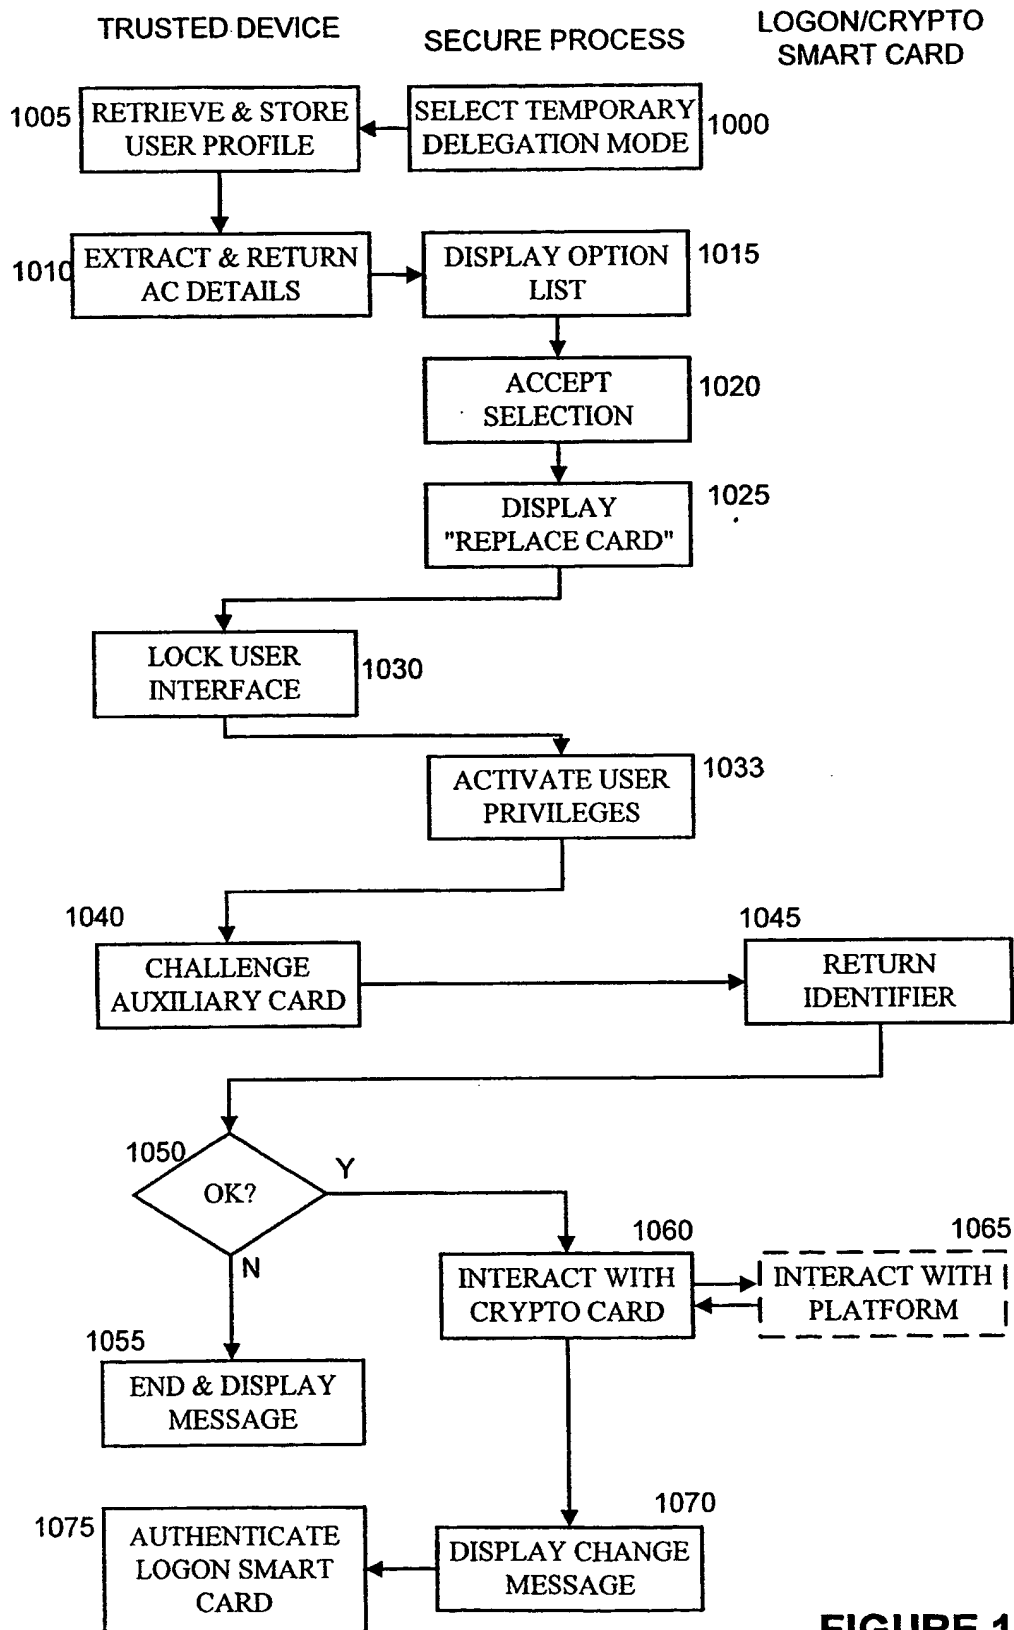 TRUSTED DEVICE
SECURE PROCESS
LOGON/CRYPTO
SMART CARD
1005
RETRIEVE & STORE
USER PROFILE
SELECT TEMPORARY
DELEGATION MODE
1000
1010
EXTRACT & RETURN
AC DETAILS
DISPLAY OPTION
LIST
1015
ACCEPT
SELECTION
1020
DISPLAY
"REPLACE CARD"
1025
LOCK USER
INTERFACE
1030
ACTIVATE USER
PRIVILEGES
1033
1040
CHALLENGE
AUXILIARY CARD
1045
RETURN
IDENTIFIER
1050
OK?
Y
N
1060
INTERACT WITH
CRYPTO CARD
1065
INTERACT WITH
PLATFORM
1055
END & DISPLAY
MESSAGE
1070
DISPLAY CHANGE
MESSAGE
1075
AUTHENTICATE
LOGON SMART
CARD
FIGURE 1